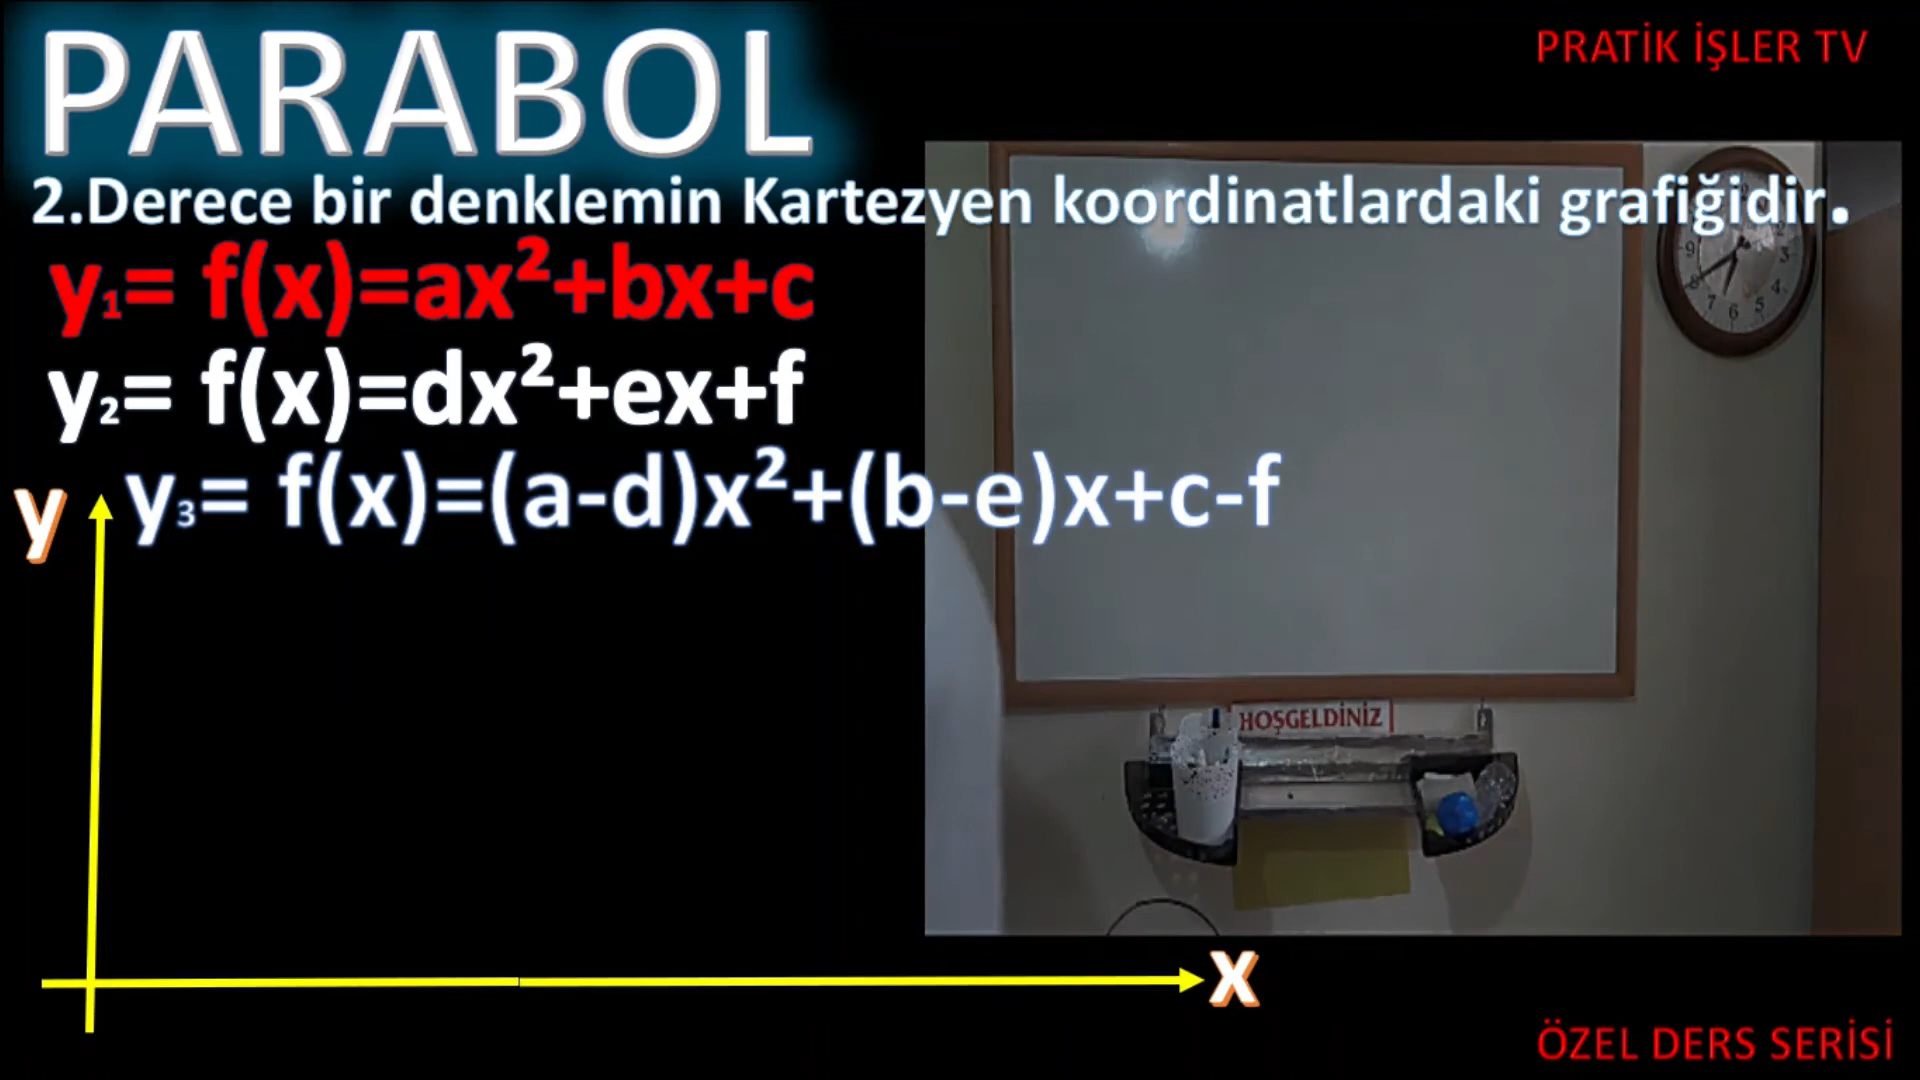 PARABOL
PRATİK İŞLER TV
2.Derece bir denklemin Kartezyen koordinatlardaki grafiğidir.
y₁= f(x)=ax²+bx+c
y₂= f(x)=dx²+ex+f
y₃= f(x)=(a-d)x²+(b-e)x+c-f
y
HOŞGELDİNİZ
x
ÖZEL DERS SERİSİ